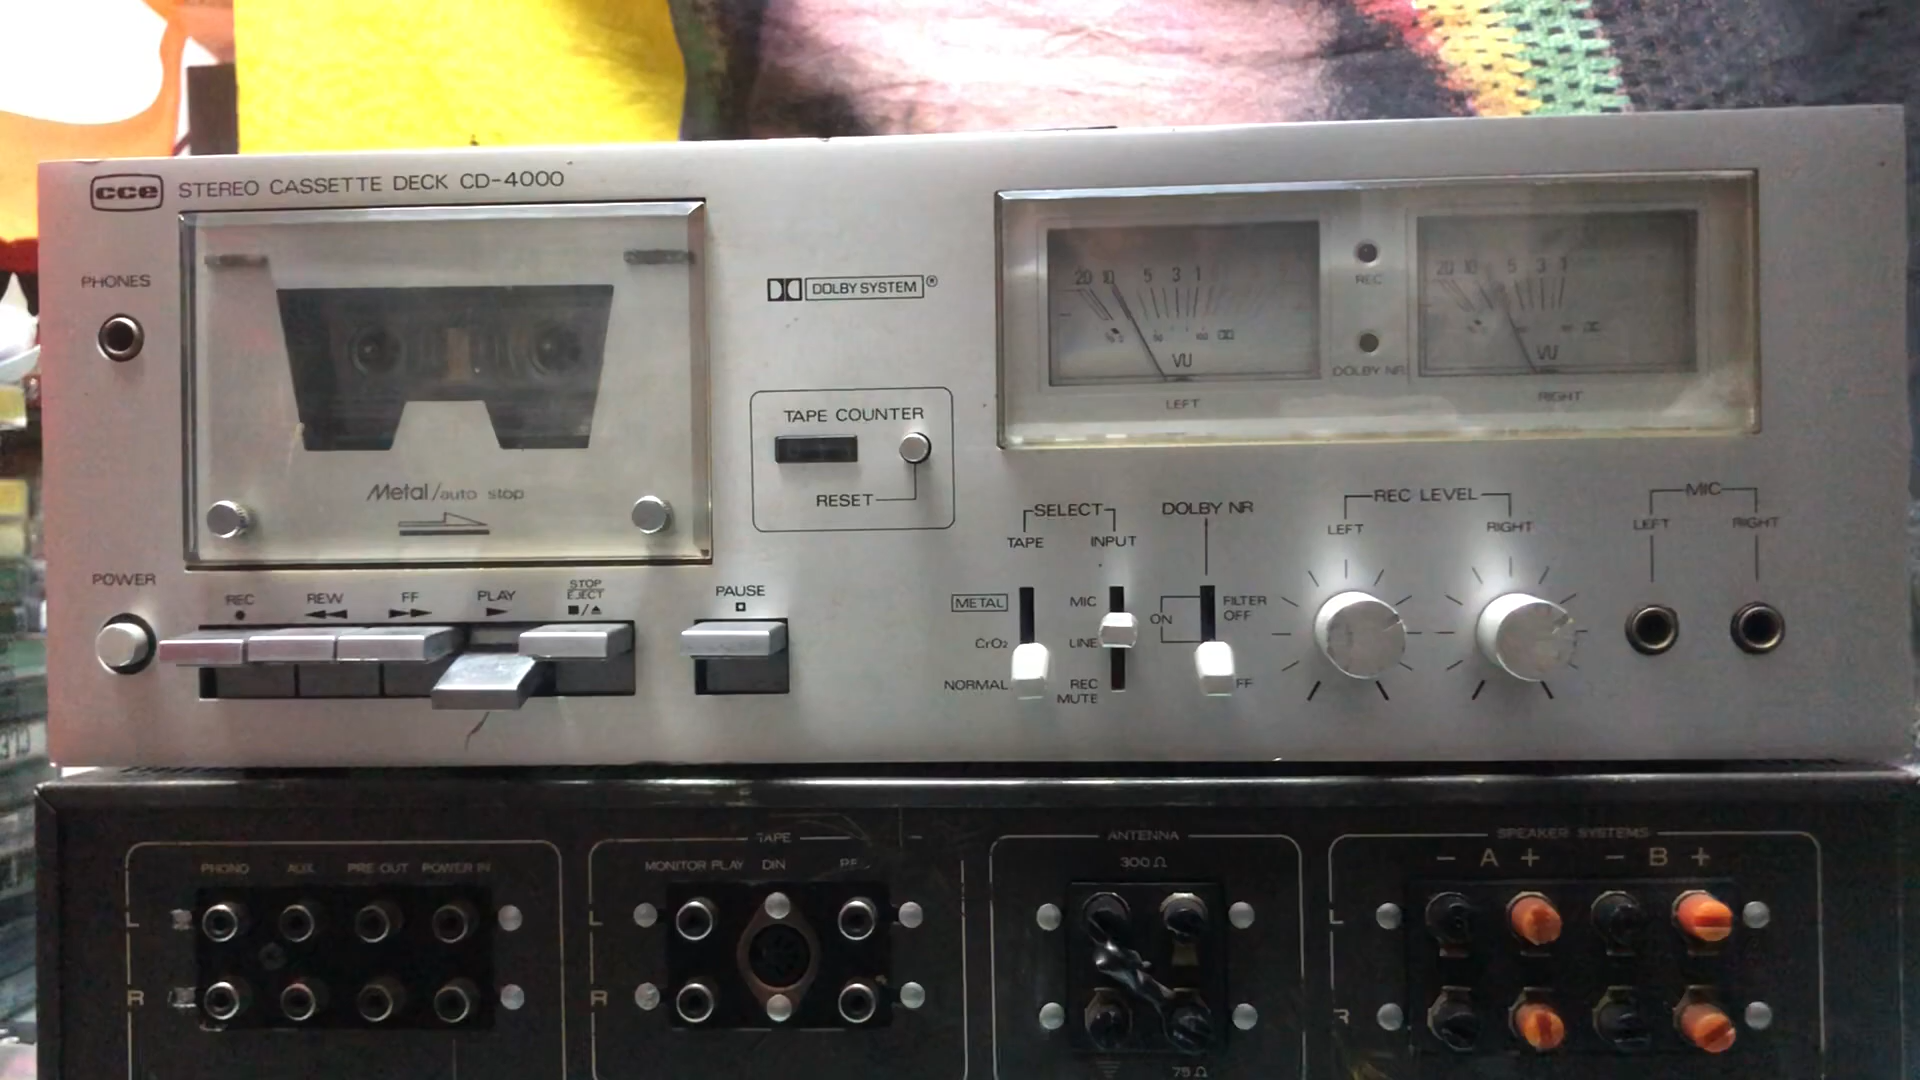 cce STEREO CASSETTE DECK CD-4000
PHONES
DOLBY SYSTEM®
TAPE COUNTER
RESET
Metal/auto stop
20 10 5 3 1
VU
LEFT
REC
DOLBY NR
20 10 5 3 1
VU
RIGHT
POWER
REC
REW
FF
PLAY
STOP
EJECT
PAUSE
SELECT
TAPE
INPUT
METAL
CrO₂
NORMAL
MIC
LINE
REC
MUTE
DOLBY NR
ON
FILTER
OFF
FF
REC LEVEL
LEFT
RIGHT
MIC
LEFT
RIGHT
PHONO AUX PRE OUT POWER IN
L
R
TAPE
MONITOR PLAY DIN
L
R
ANTENNA
300 Ω
75 Ω
SPEAKER SYSTEMS
− A + − B +
L
R